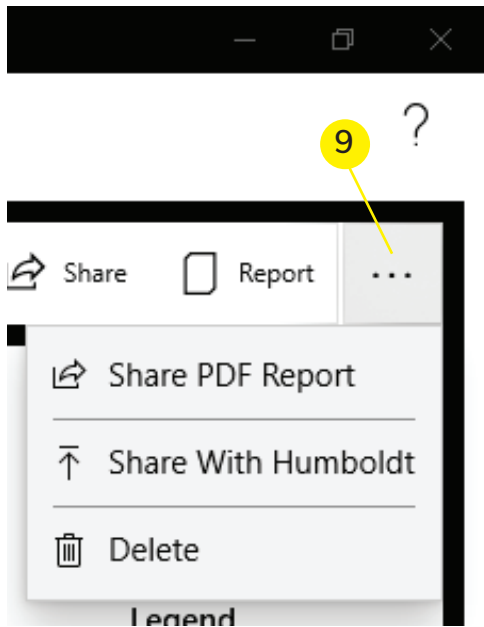 ?
9
Share Report ...
Share PDF Report
Share With Humboldt
Delete
Legend